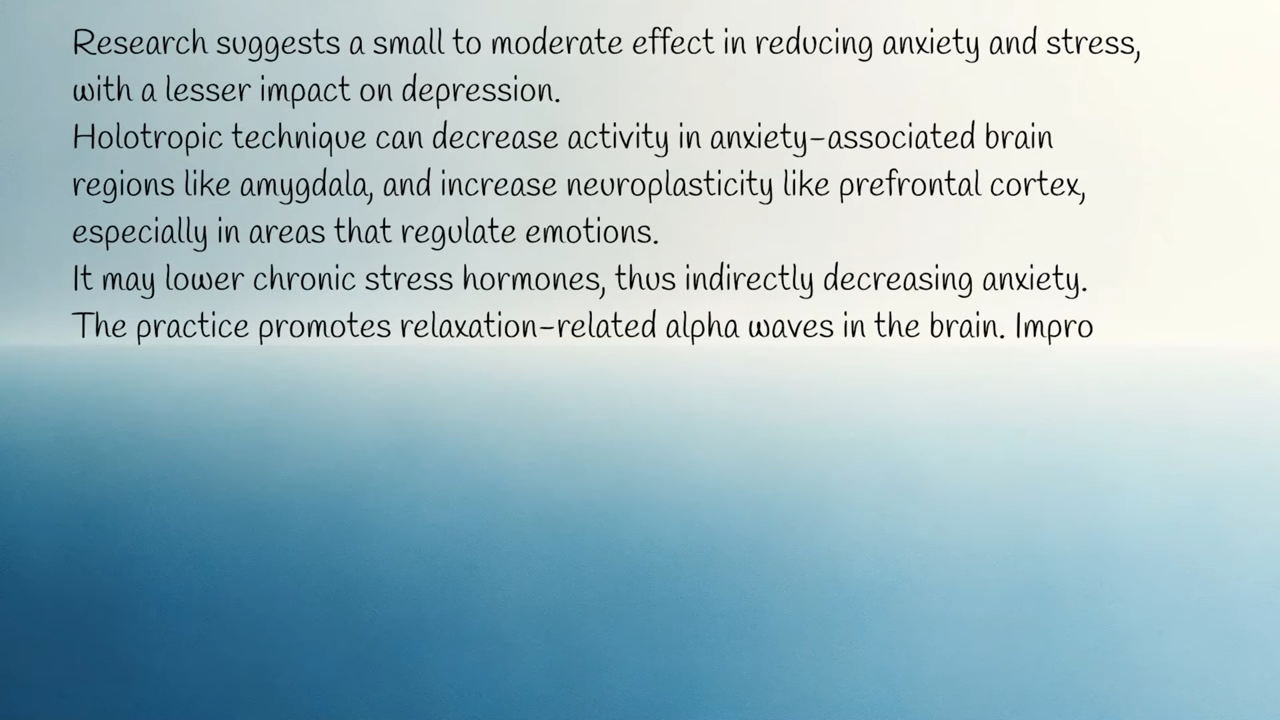 Research suggests a small to moderate effect in reducing anxiety and stress,
with a lesser impact on depression.
Holotropic technique can decrease activity in anxiety-associated brain
regions like amygdala, and increase neuroplasticity like prefrontal cortex,
especially in areas that regulate emotions.
It may lower chronic stress hormones, thus indirectly decreasing anxiety.
The practice promotes relaxation-related alpha waves in the brain. Impro